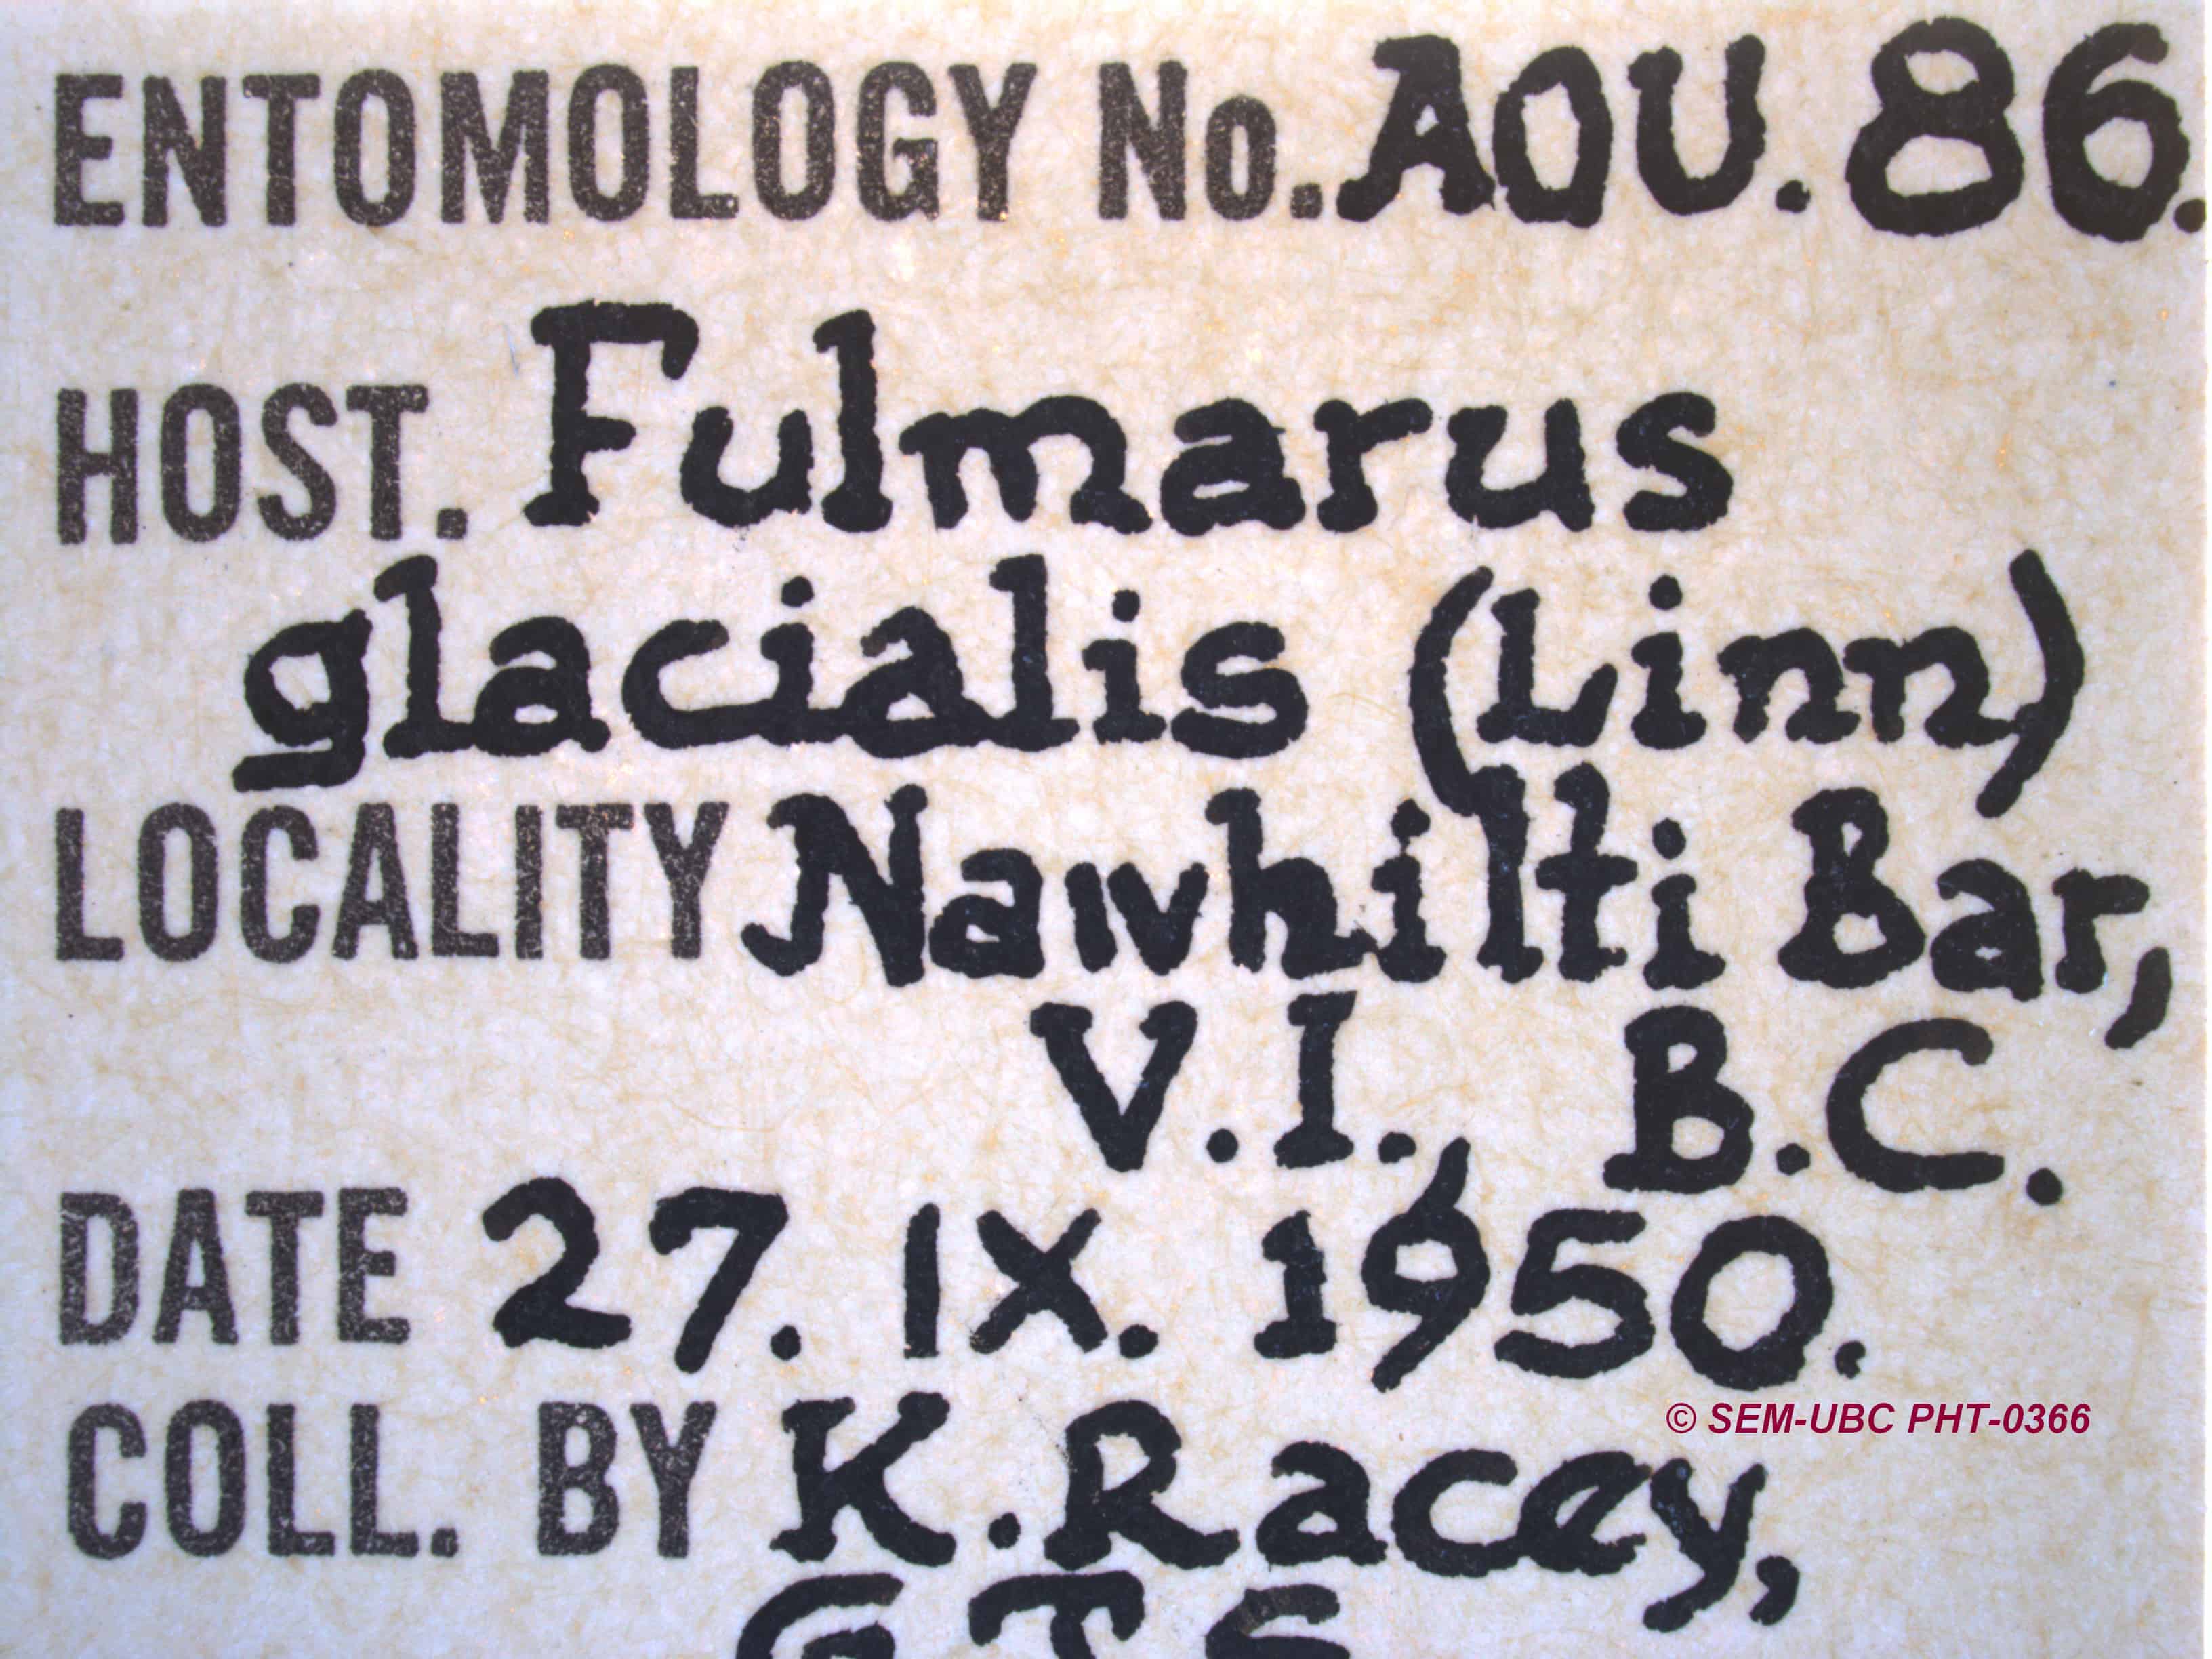 ENTOMOLOGY No. AOU. 86.
HOST. Fulmarus
glacialis (Linn)
LOCALITY Nawhilti Bar,
V.I., B.C.
DATE 27. IX. 1950.
© SEM-UBC PHT-0366
COLL. BY K. Racey,